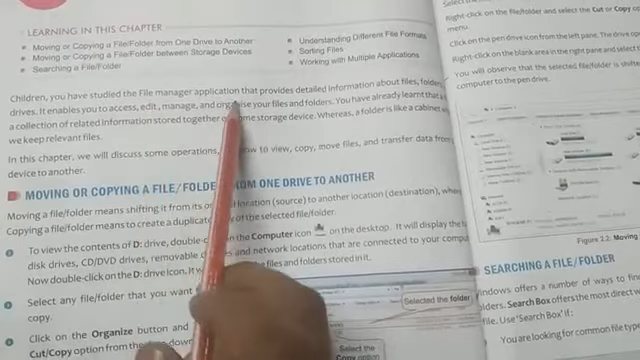 LEARNING IN THIS CHAPTER
Moving or Copying a File/Folder from One Drive to Another
Moving or Copying a File/Folder between Storage Devices
Searching a File/Folder
Understanding Different File Formats
Sorting Files
Working with Multiple Applications
Children, you have studied the File manager application that provides detailed information about files, folder,
drives. It enables you to access, edit, manage, and organise your files and folders. You have already learnt that
a collection of related information stored together on some storage device. Whereas, a folder is like a cabinet
we keep relevant files.
In this chapter, we will discuss some operations, how to view, copy, move files, and transfer data from
device to another.
MOVING OR COPYING A FILE/FOLDER FROM ONE DRIVE TO ANOTHER
Moving a file/folder means shifting it from its original location (source) to another location (destination),
Copying a file/folder means to create a duplicate copy of the selected file/folder.
To view the contents of D: drive, double- on the Computer icon on the desktop. It will display the
disk drives, CD/DVD drives, removable and network locations that are connected to your
Now double-click on the D: drive icon. It files and folders stored in it.
Select any file/folder that you want
copy.
Click on the Organize button and
Cut/Copy option from the
Selected the folder
Select the
Copy option
Right-click on the file/folder and select the Cut or Copy
menu.
Click on the pen drive icon from the left pane. The drive
Right-click on the blank area in the right pane and select
You will observe that the selected file/folder is
computer to the pen drive.
Figure 2.2: Moving
SEARCHING A FILE/FOLDER
Windows offers a number of ways to
Search Box offers the most direct
file. Use 'Search Box' if:
You are looking for common file